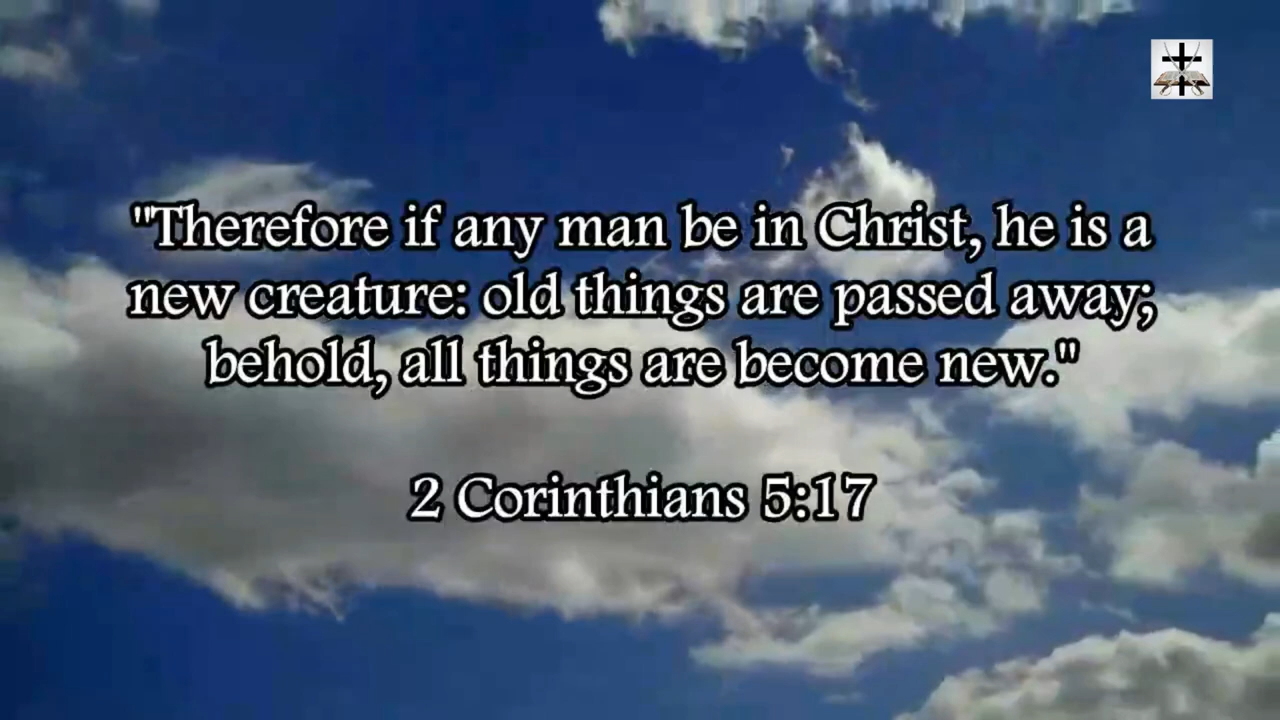 "Therefore if any man be in Christ, he is a
new creature: old things are passed away;
behold, all things are become new."
2 Corinthians 5:17